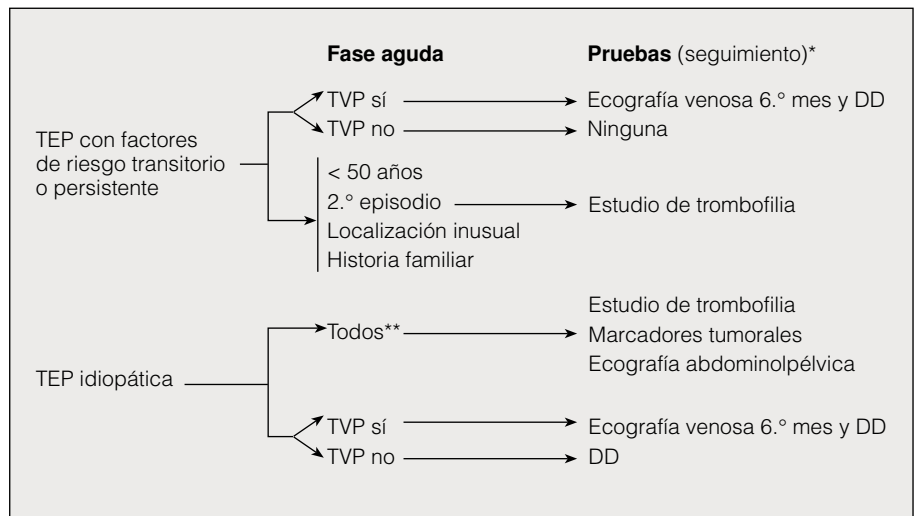 Fase aguda
Pruebas (seguimiento)*
TEP con factores
de riesgo transitorio
o persistente
TVP sí
Ecografía venosa 6.° mes y DD
TVP no
Ninguna
< 50 años
2.° episodio
Localización inusual
Historia familiar
Estudio de trombofilia
TEP idiopática
Todos**
Estudio de trombofilia
Marcadores tumorales
Ecografía abdominolpélvica
TVP sí
Ecografía venosa 6.° mes y DD
TVP no
DD